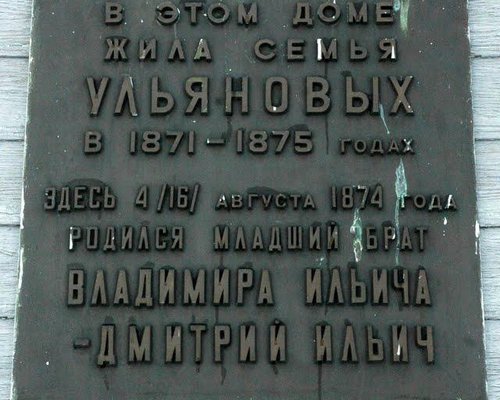 В ЭТОМ ДОМЕ
ЖИЛА СЕМЬЯ
УЛЬЯНОВЫХ
В 1871-1875 ГОДАХ
ЗДЕСЬ 4/16/ АВГУСТА 1874 ГОДА
РОДИЛСЯ МЛАДШИЙ БРАТ
ВЛАДИМИРА ИЛЬИЧА
-ДМИТРИЙ ИЛЬИЧ